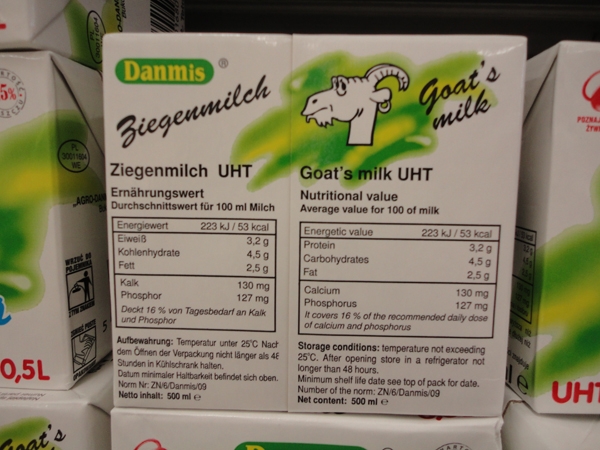 Danmis ®
Ziegenmilch
Ziegenmilch UHT
Ernährungswert
Durchschnittswert für 100 ml Milch
Energiewert 223 kJ / 53 kcal
Eiweiß 3,2 g
Kohlenhydrate 4,5 g
Fett 2,5 g
Kalk 130 mg
Phosphor 127 mg
Deckt 16 % von Tagesbedarf an Kalk
und Phosphor
Aufbewahrung: Temperatur unter 25°C Nach
dem Öffnen der Verpackung nicht länger als 48
Stunden in Kühlschrank halten.
Datum minimaler Haltbarkeit befindet sich oben.
Norm Nr: ZN/6/Danmis/09
Netto inhalt: 500 ml e
Goat's
milk
Goat's milk UHT
Nutritional value
Average value for 100 of milk
Energetic value 223 kJ / 53 kcal
Protein 3,2 g
Carbohydrates 4,5 g
Fat 2,5 g
Calcium 130 mg
Phosphorus 127 mg
It covers 16 % of the recommended daily dose
of calcium and phosphorus
Storage conditions: temperature not exceeding
25°C. After opening store in a refrigerator not
longer than 48 hours.
Minimum shelf life date see top of pack for date.
Number of the norm: ZN/6/Danmis/09
Net content: 500 ml e
5%
PL
WE
0,5L
POZNAJ
UHT
Goat's
Danmis